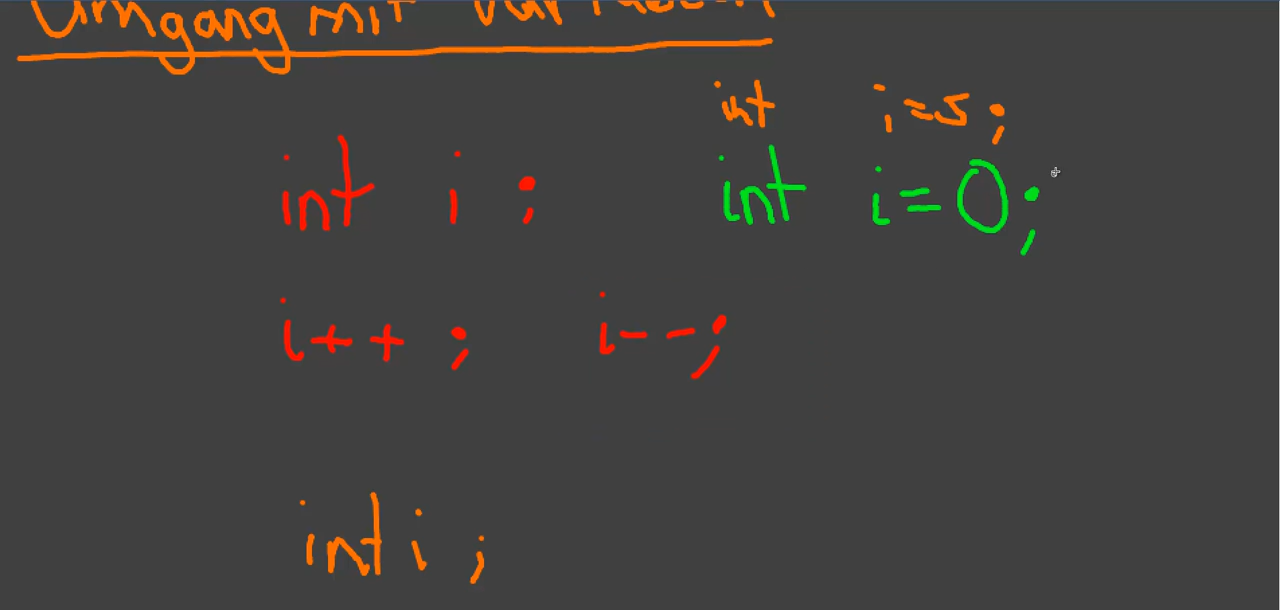 Umgang mit Variablen
int i=5;
int i ; int i=0;
i++ ; i--;
int i ;